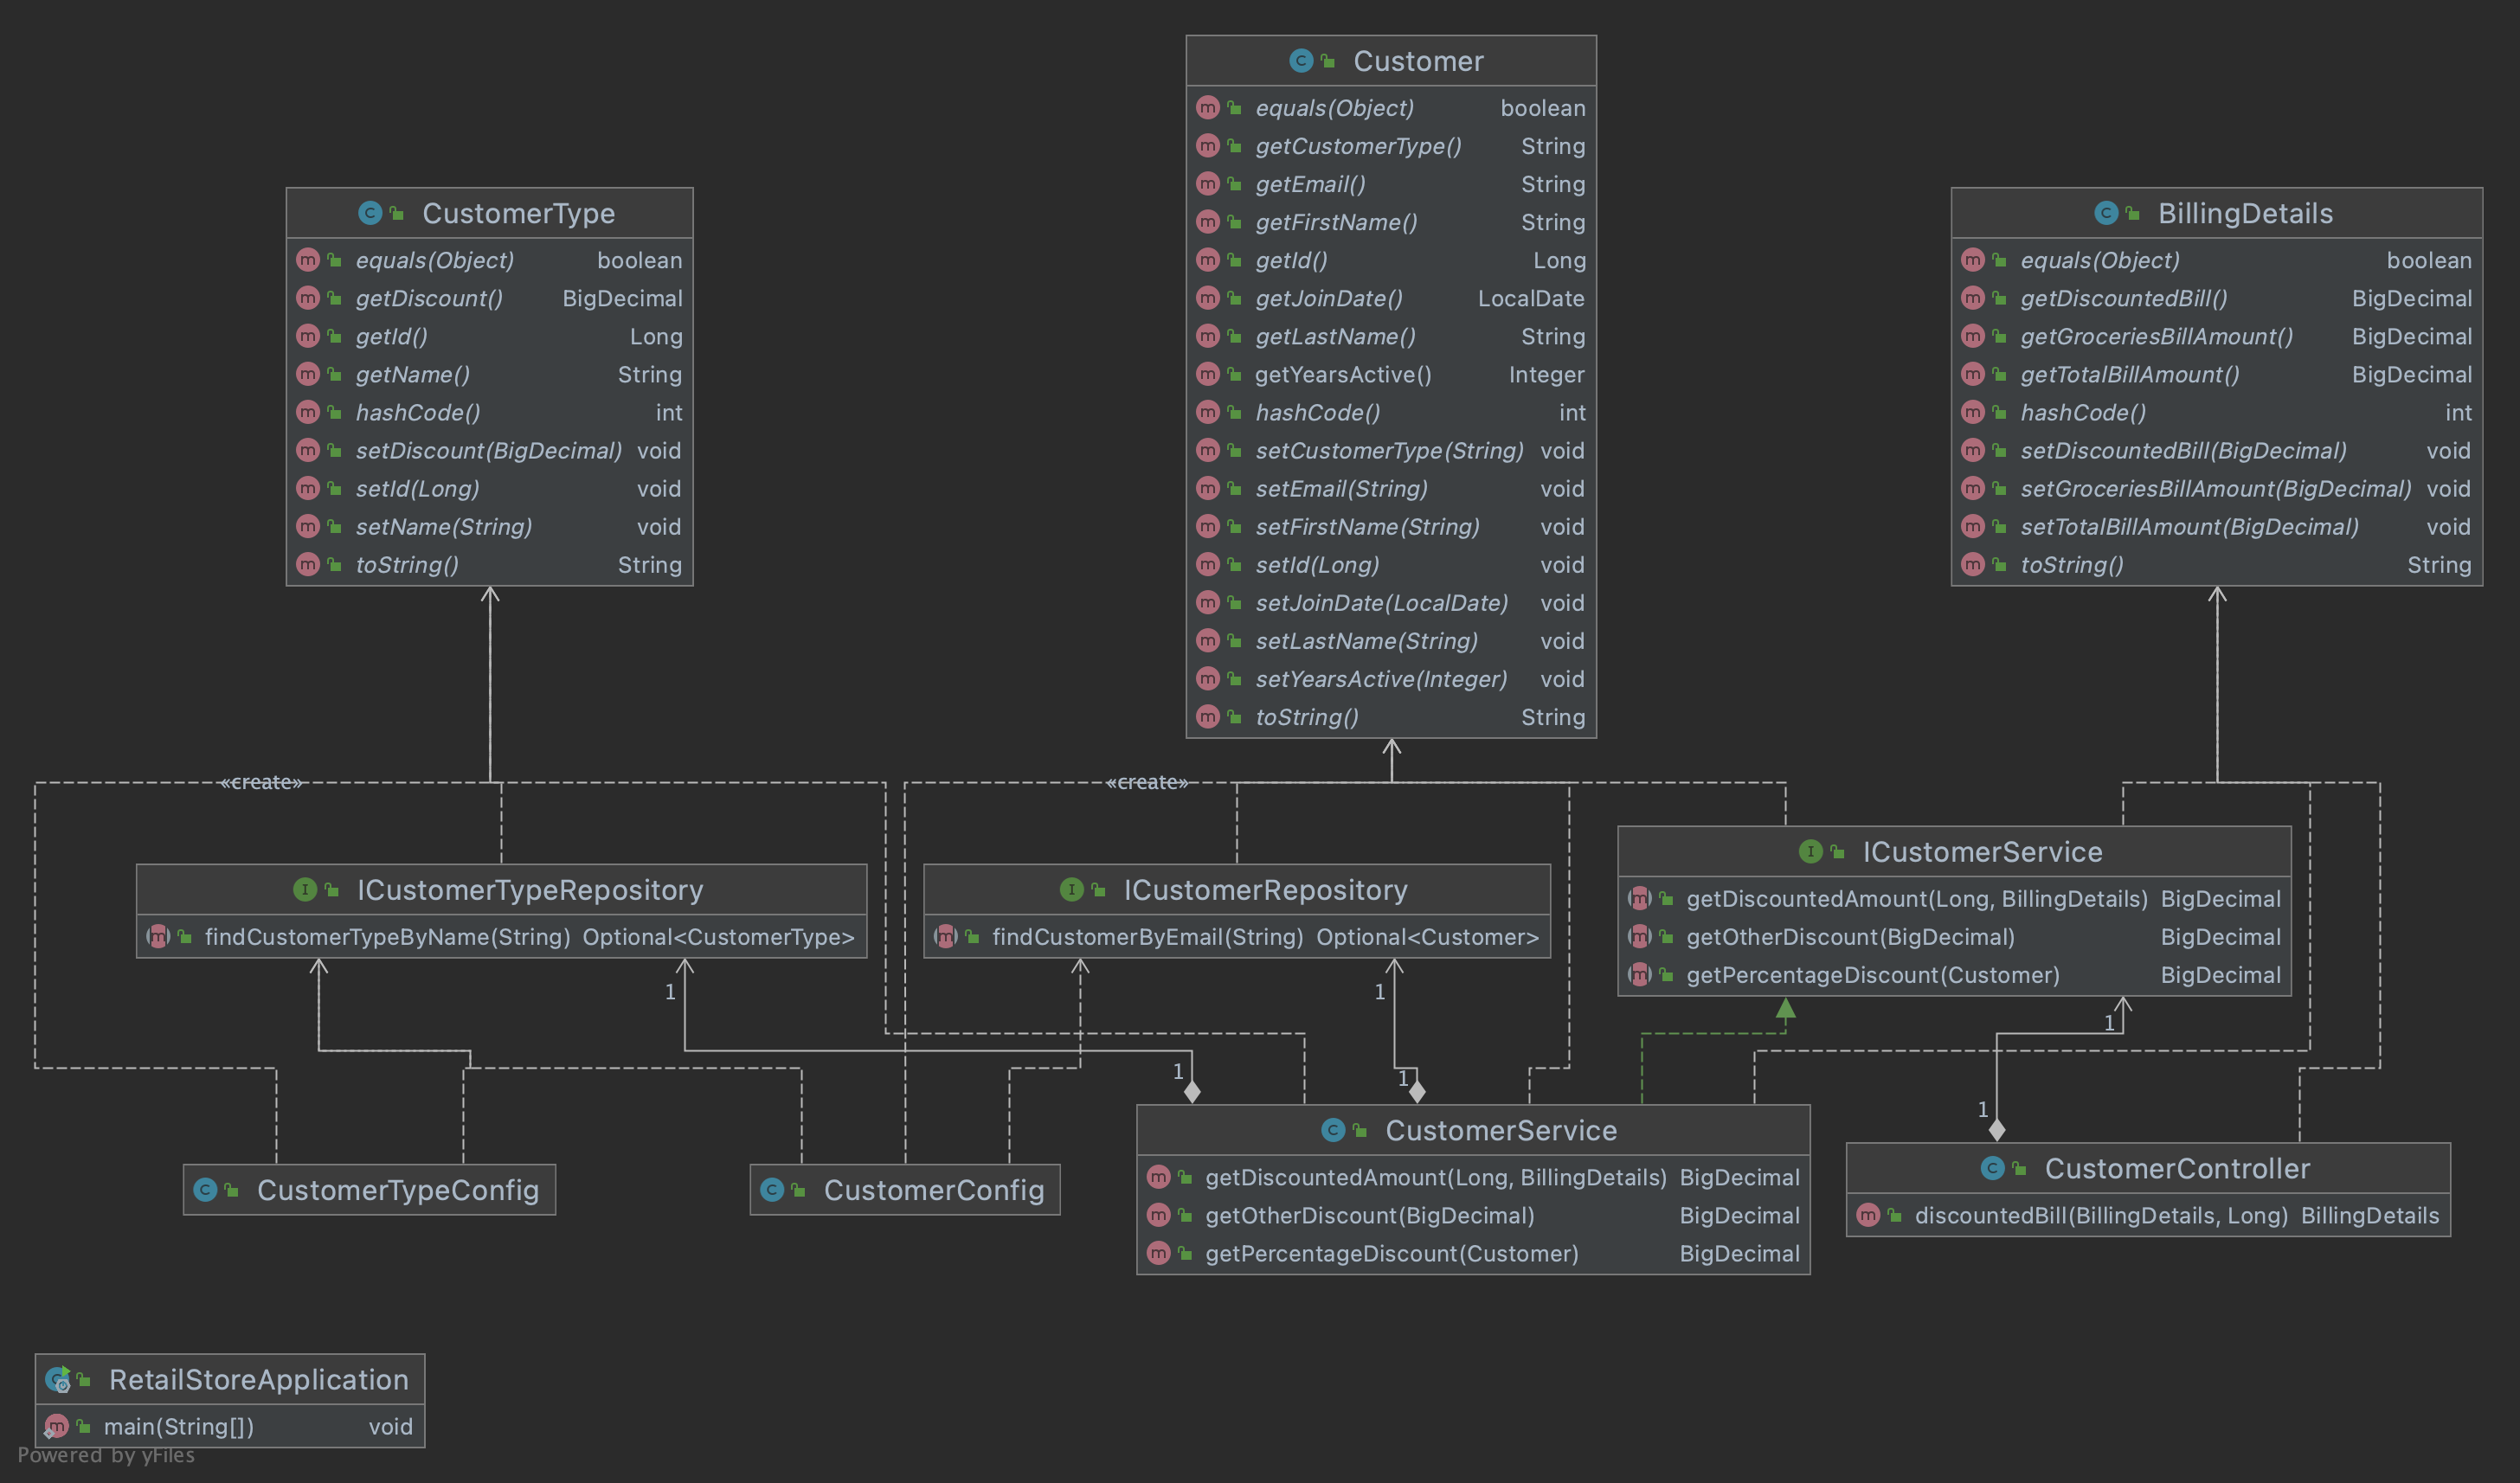 Customer
equals(Object) boolean
getCustomerType() String
getEmail() String
getFirstName() String
getId() Long
getJoinDate() LocalDate
getLastName() String
getYearsActive() Integer
hashCode() int
setCustomerType(String) void
setEmail(String) void
setFirstName(String) void
setId(Long) void
setJoinDate(LocalDate) void
setLastName(String) void
setYearsActive(Integer) void
toString() String
CustomerType
equals(Object) boolean
getDiscount() BigDecimal
getId() Long
getName() String
hashCode() int
setDiscount(BigDecimal) void
setId(Long) void
setName(String) void
toString() String
BillingDetails
equals(Object) boolean
getDiscountedBill() BigDecimal
getGroceriesBillAmount() BigDecimal
getTotalBillAmount() BigDecimal
hashCode() int
setDiscountedBill(BigDecimal) void
setGroceriesBillAmount(BigDecimal) void
setTotalBillAmount(BigDecimal) void
toString() String
«create»
«create»
ICustomerTypeRepository
findCustomerTypeByName(String) Optional<CustomerType>
ICustomerRepository
findCustomerByEmail(String) Optional<Customer>
ICustomerService
getDiscountedAmount(Long, BillingDetails) BigDecimal
getOtherDiscount(BigDecimal) BigDecimal
getPercentageDiscount(Customer) BigDecimal
1
1
1
1
1
1
CustomerTypeConfig
CustomerConfig
CustomerService
getDiscountedAmount(Long, BillingDetails) BigDecimal
getOtherDiscount(BigDecimal) BigDecimal
getPercentageDiscount(Customer) BigDecimal
CustomerController
discountedBill(BillingDetails, Long) BillingDetails
RetailStoreApplication
main(String[]) void
Powered by yFiles